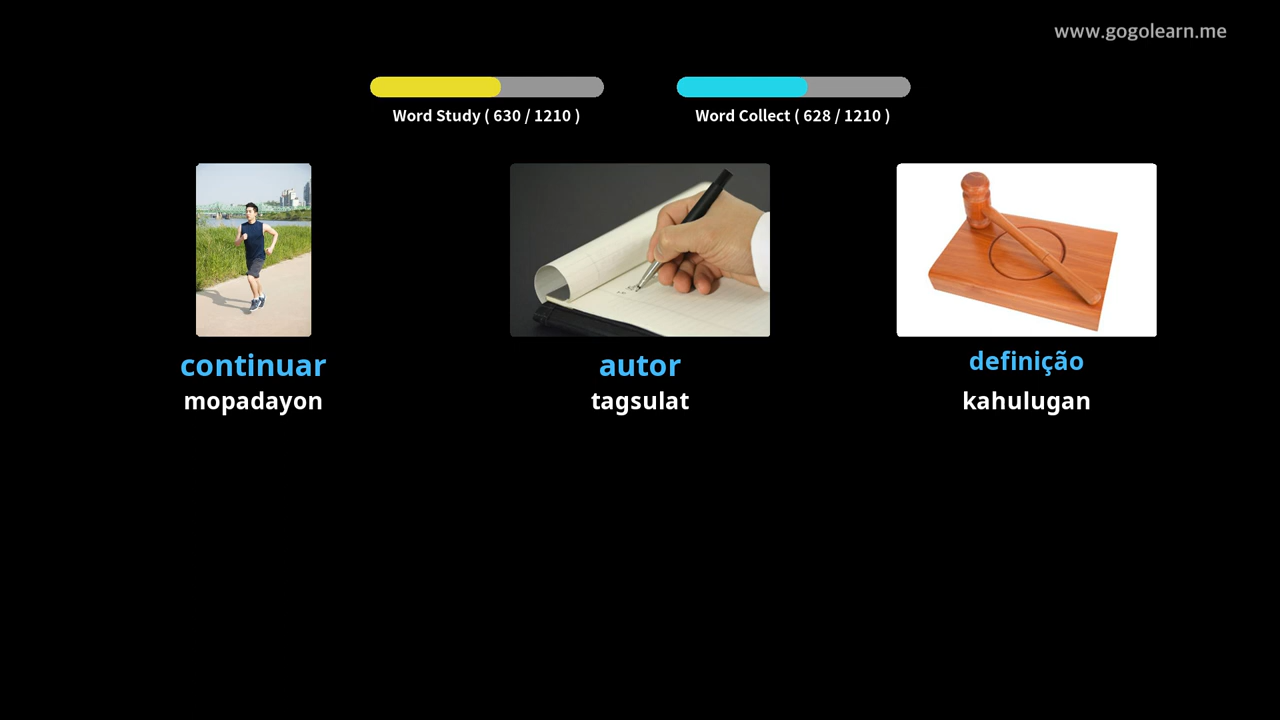 www.gogolearn.me
Word Study ( 630 / 1210 )
Word Collect ( 628 / 1210 )
continuar
mopadayon
autor
tagsulat
definição
kahulugan